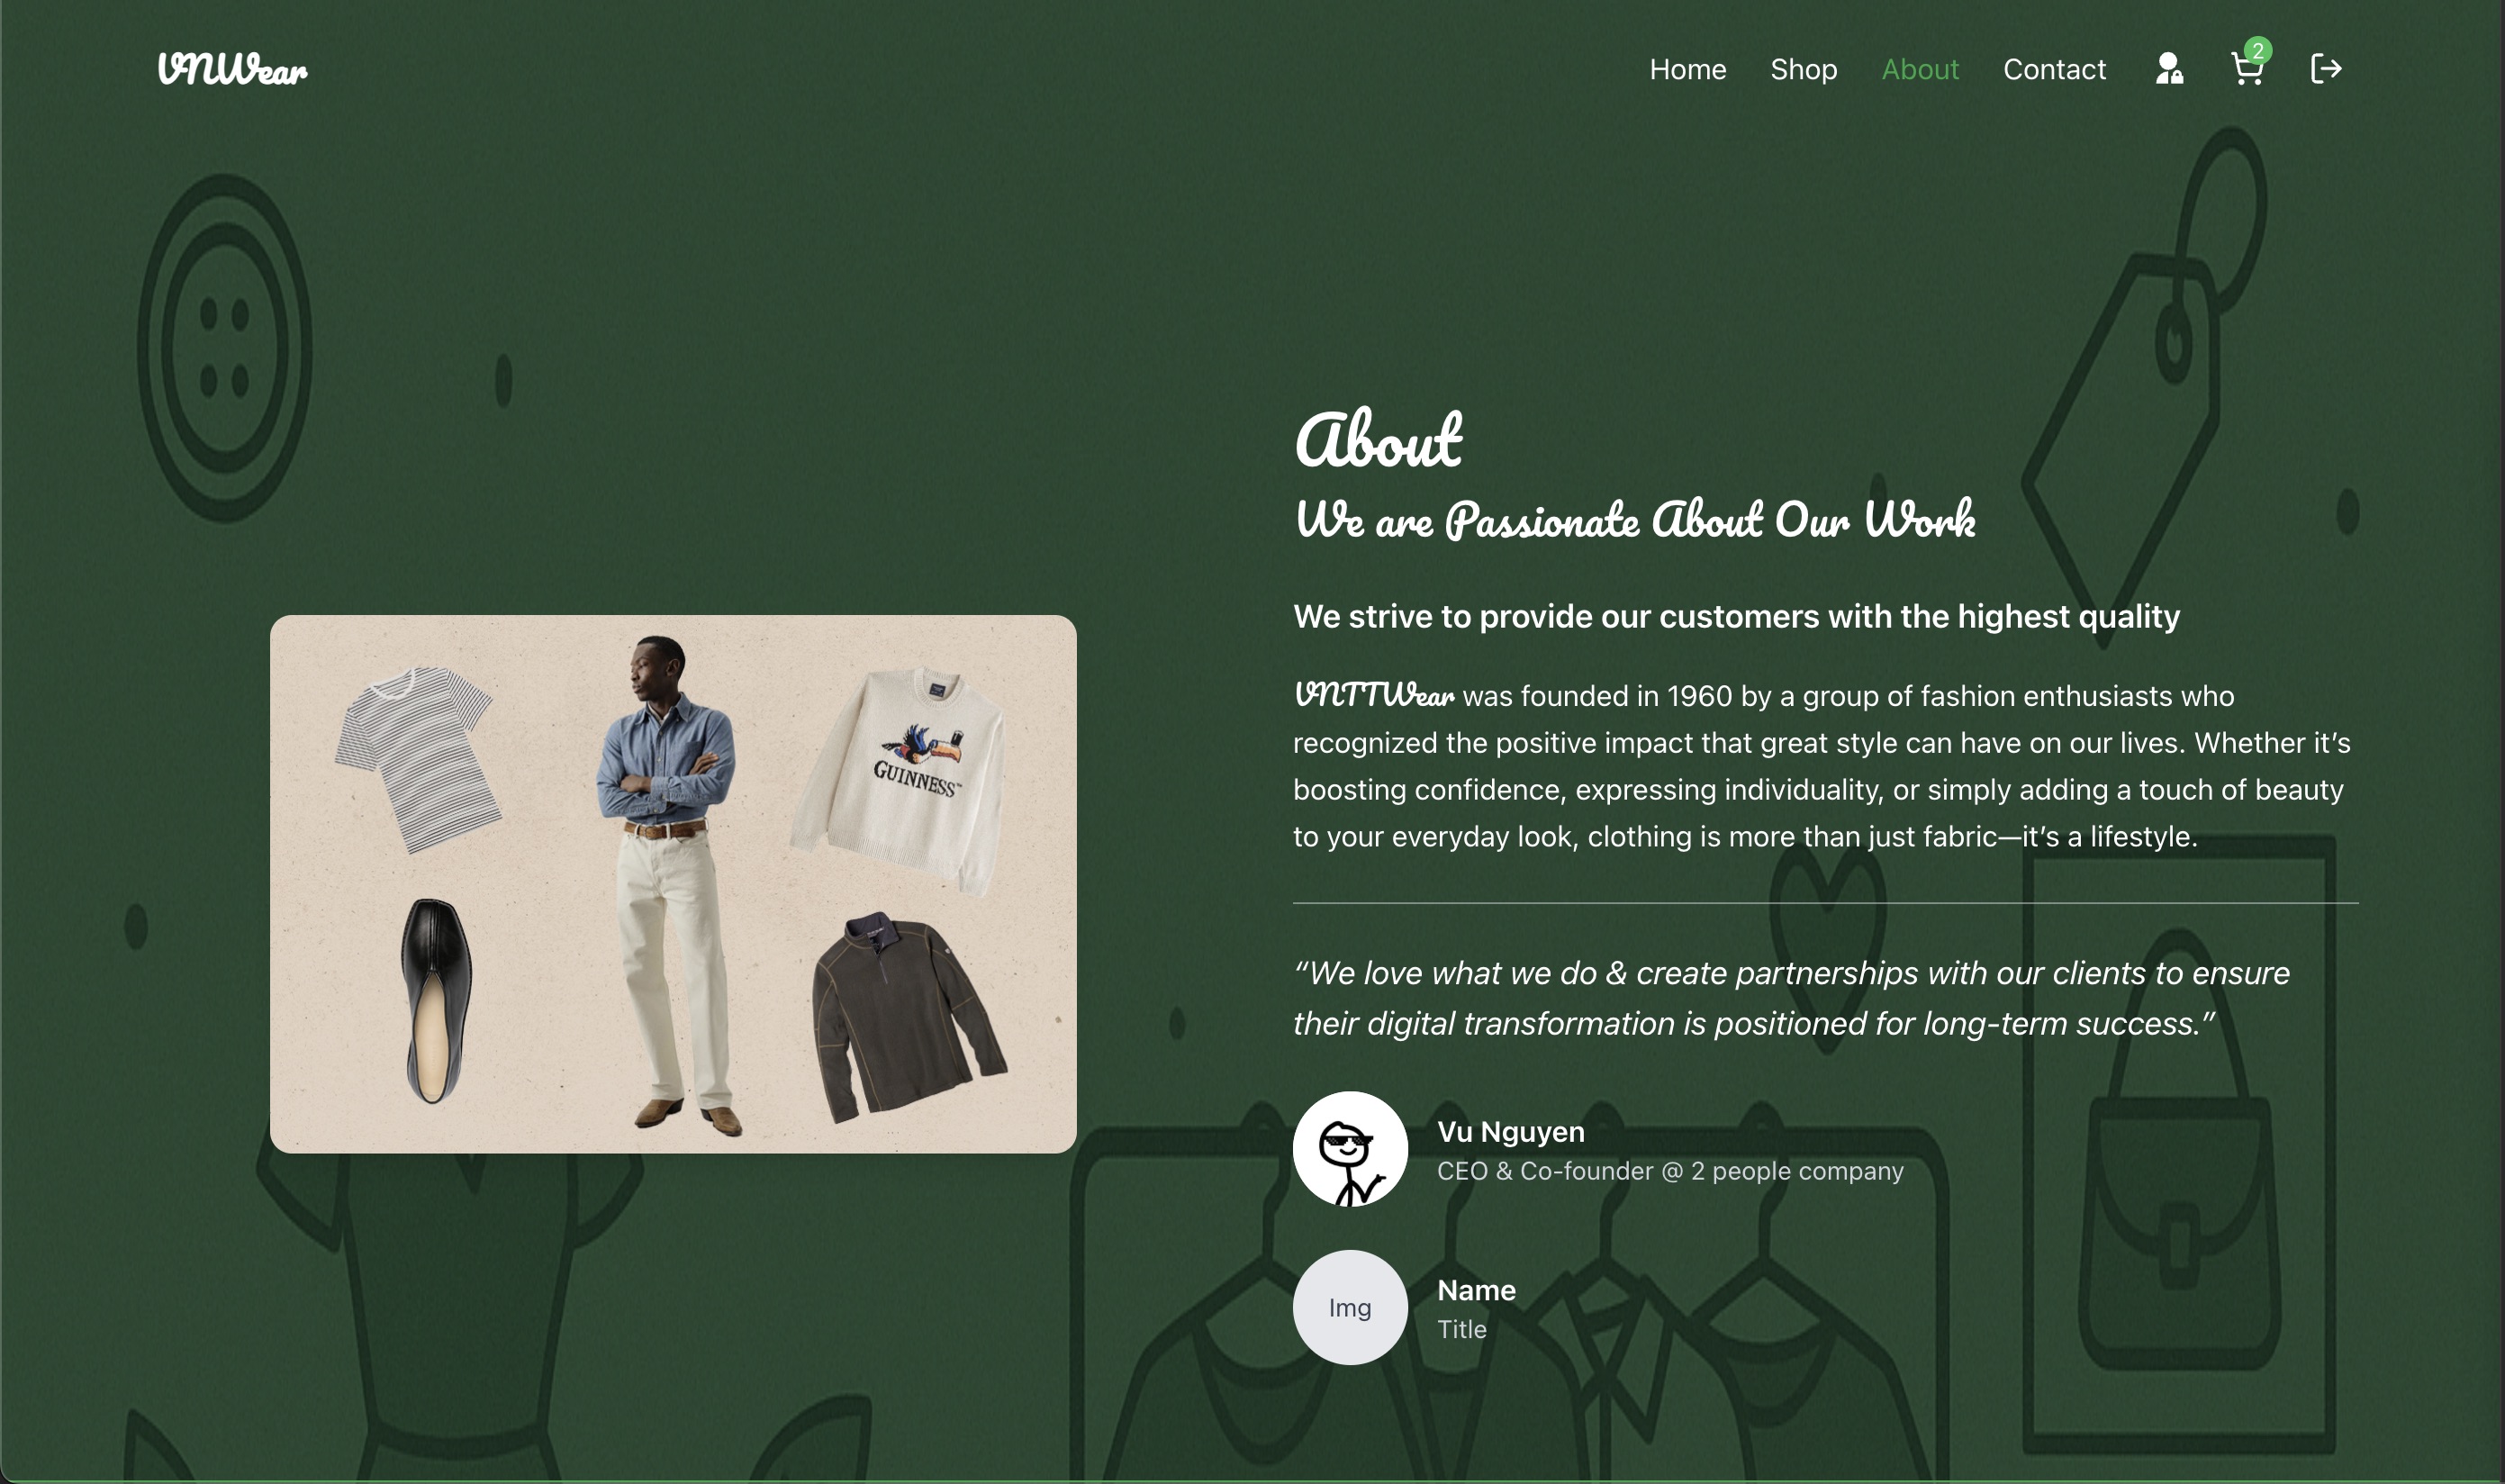 VNWear
Home Shop About Contact 2
About
We are Passionate About Our Work
We strive to provide our customers with the highest quality
VNTTWear was founded in 1960 by a group of fashion enthusiasts who
recognized the positive impact that great style can have on our lives. Whether it’s
boosting confidence, expressing individuality, or simply adding a touch of beauty
to your everyday look, clothing is more than just fabric—it’s a lifestyle.
GUINNESS™
“We love what we do & create partnerships with our clients to ensure
their digital transformation is positioned for long-term success.”
Vu Nguyen
CEO & Co-founder @ 2 people company
Img
Name
Title